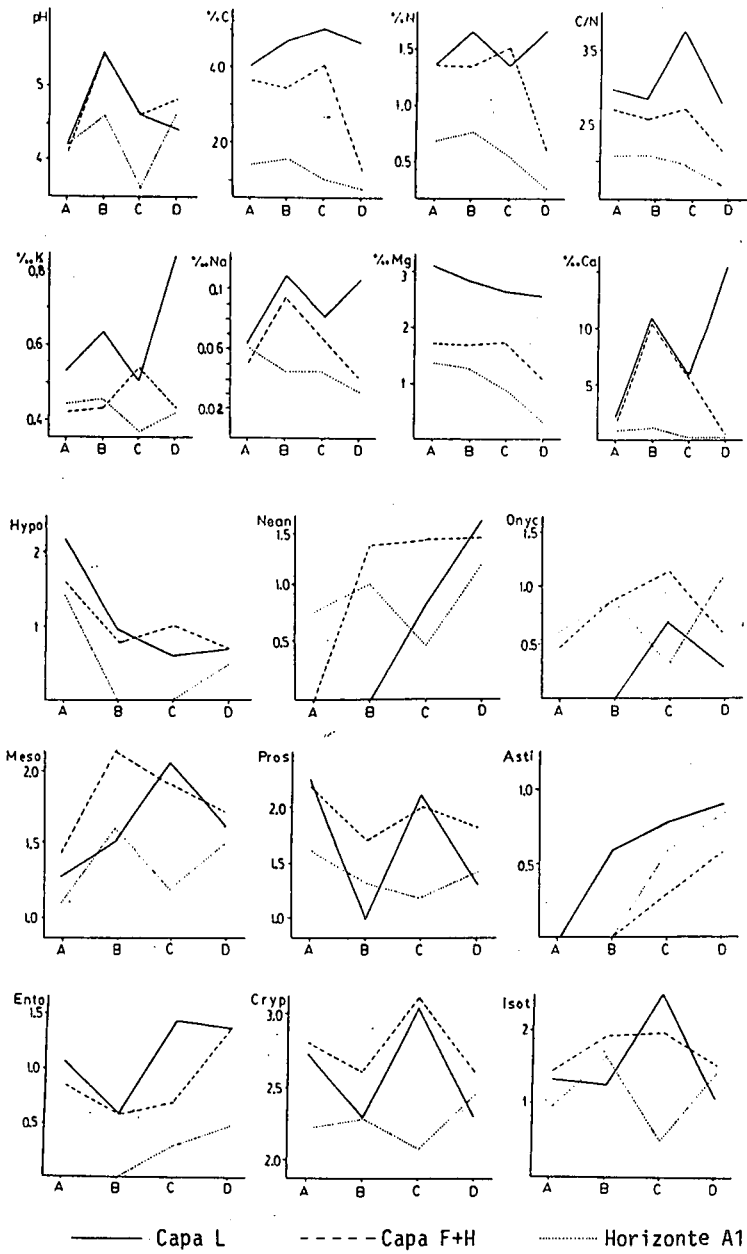 pH
5
4
A B C D
%C
40
20
A B C D
%N
1.5
1.0
0.5
A B C D
C/N
35
25
A B C D
‰K
0,8
0.6
0.4
A B C D
‰Na
0.1
0.06
0.02
A B C D
‰Mg
3
2
1
A B C D
‰Ca
10
5
A B C D
Hypo
2
1
A B C D
Nean
1.5
1.0
0.5
A B C D
Onyc
1.5
1.0
0.5
A B C D
Meso
2.0
1.5
1.0
A B C D
Pros
2.0
1.5
1.0
A B C D
Asti
1.0
0.5
A B C D
Ento
1.5
1.0
0.5
A B C D
Cryp
3.0
2.5
2.0
A B C D
Isot
2
1
A B C D
Capa L
Capa F+H
Horizonte A1